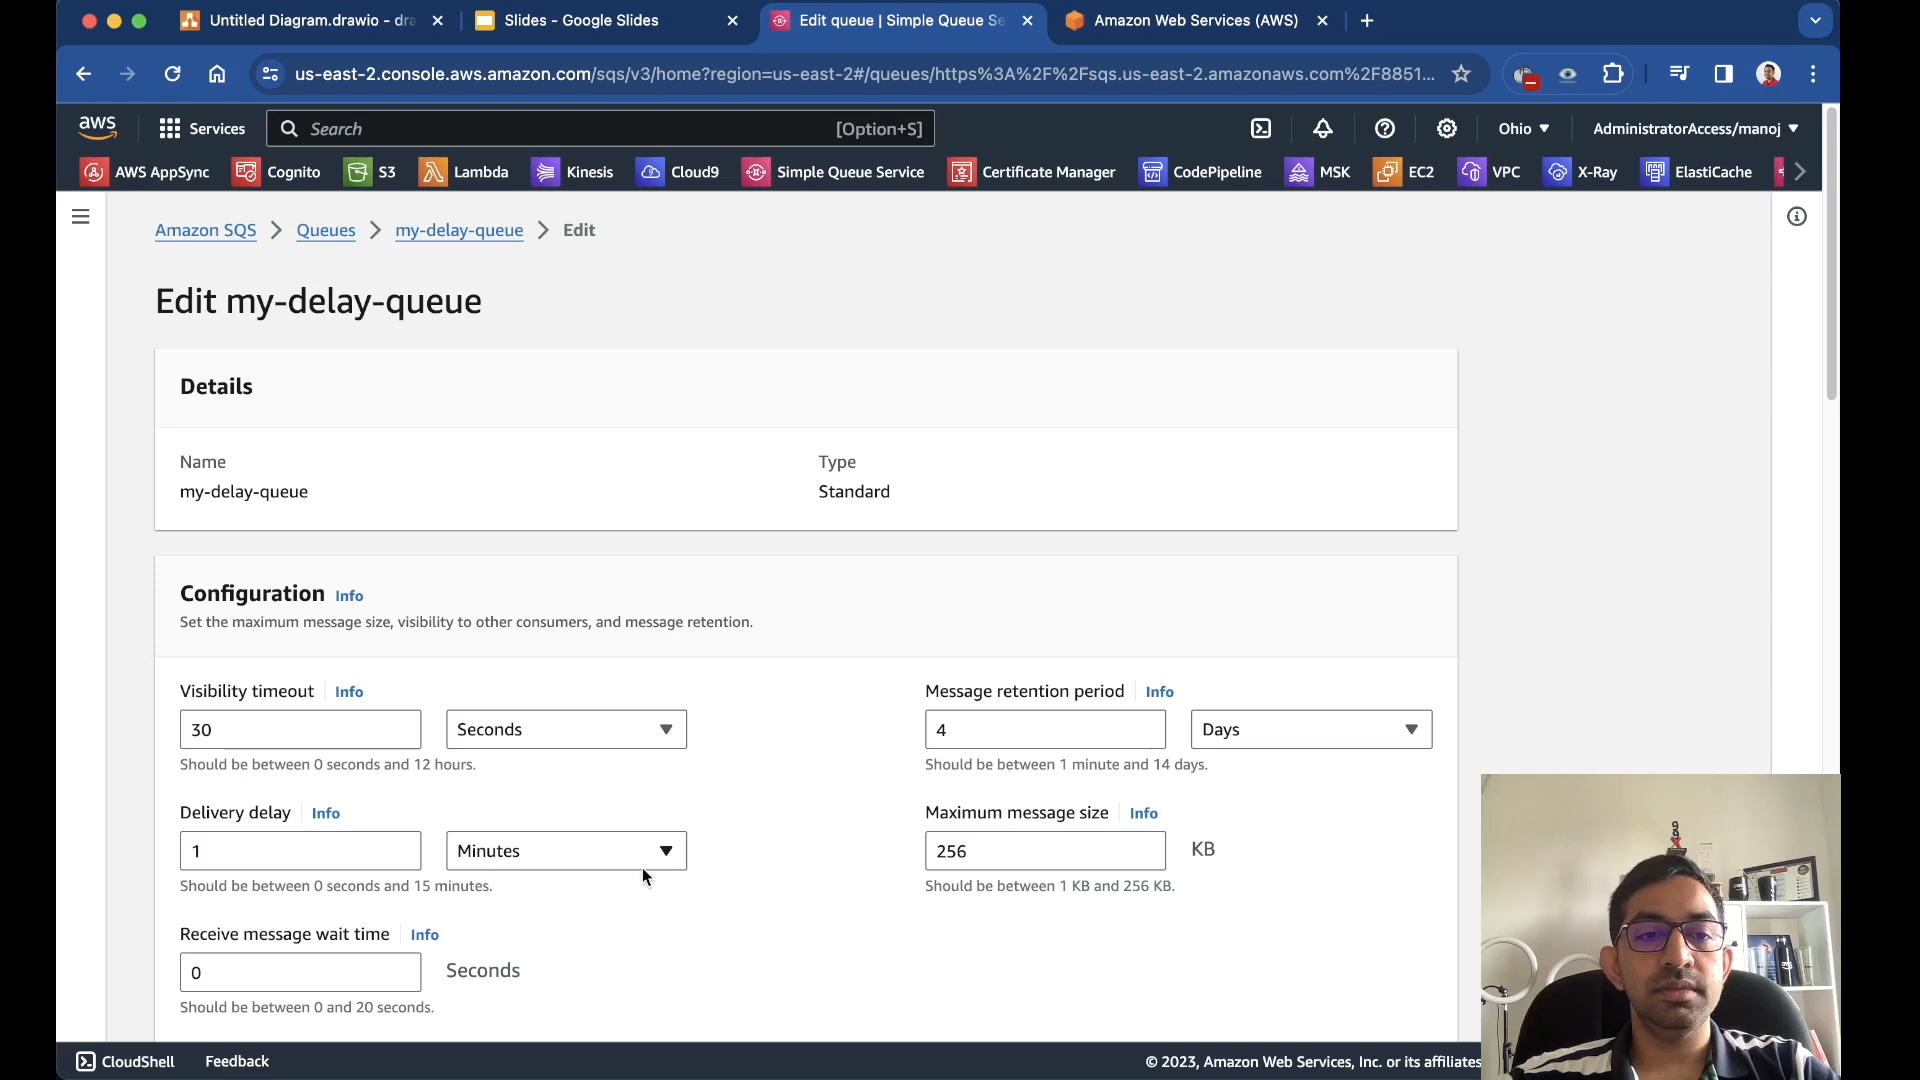 Untitled Diagram.drawio - dra
Slides - Google Slides
Edit queue | Simple Queue Se
Amazon Web Services (AWS)
us-east-2.console.aws.amazon.com/sqs/v3/home?region=us-east-2#/queues/https%3A%2F%2Fsqs.us-east-2.amazonaws.com%2F8851...
aws
Services
Search
[Option+S]
Ohio
AdministratorAccess/manoj
AWS AppSync
Cognito
S3
Lambda
Kinesis
Cloud9
Simple Queue Service
Certificate Manager
CodePipeline
MSK
EC2
VPC
X-Ray
ElastiCache
Amazon SQS > Queues > my-delay-queue > Edit
Edit my-delay-queue
Details
Name
my-delay-queue
Type
Standard
Configuration Info
Set the maximum message size, visibility to other consumers, and message retention.
Visibility timeout Info
30 Seconds
Should be between 0 seconds and 12 hours.
Message retention period Info
4 Days
Should be between 1 minute and 14 days.
Delivery delay Info
1 Minutes
Should be between 0 seconds and 15 minutes.
Maximum message size Info
256 KB
Should be between 1 KB and 256 KB.
Receive message wait time Info
0 Seconds
Should be between 0 and 20 seconds.
CloudShell
Feedback
© 2023, Amazon Web Services, Inc. or its affiliates